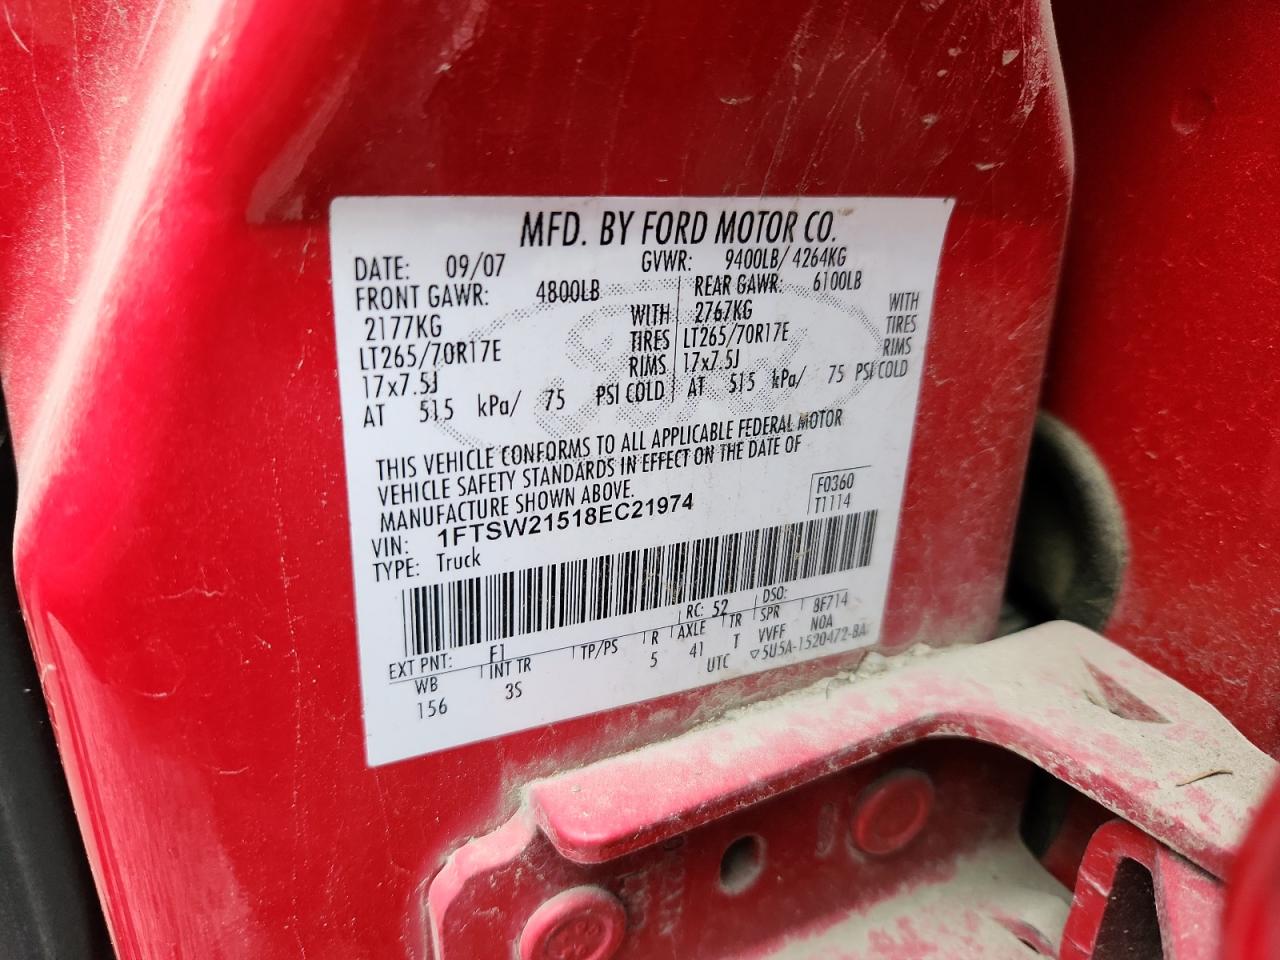 MFD. BY FORD MOTOR CO.
DATE: 09/07 GVWR: 9400LB/ 4264KG
FRONT GAWR: 4800LB REAR GAWR: 6100LB
2177KG WITH 2767KG WITH
LT265/70R17E TIRES LT265/70R17E TIRES
17x7.5J RIMS 17x7.5J RIMS
AT 515 kPa/ 75 PSI COLD AT 515 kPa/ 75 PSI COLD
THIS VEHICLE CONFORMS TO ALL APPLICABLE FEDERAL MOTOR
VEHICLE SAFETY STANDARDS IN EFFECT ON THE DATE OF
MANUFACTURE SHOWN ABOVE.
F0360
VIN: 1FTSW21518EC21974 T1114
TYPE: Truck
EXT PNT: F1 RC: 52 DSO:
WB INT TR TP/PS R AXLE TR SPR 8F714
156 3S 5 41 T VVFF NOA
UTC ▽5U5A-1520472-BA